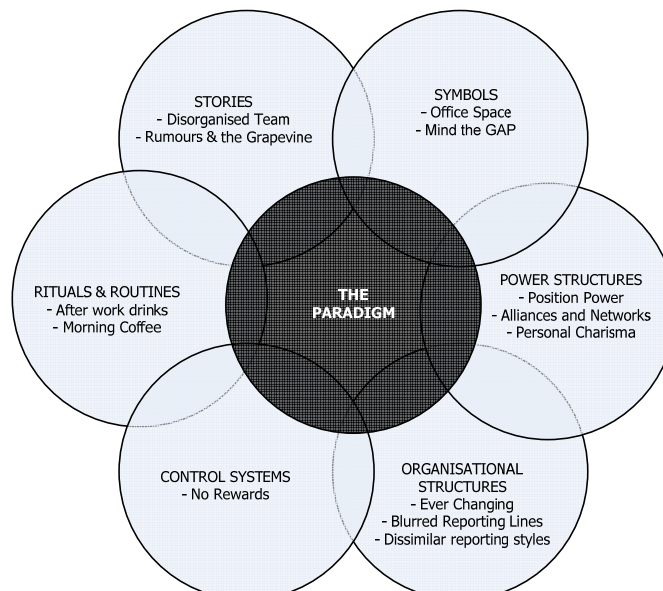 STORIES
- Disorganised Team
- Rumours & the Grapevine
SYMBOLS
- Office Space
- Mind the GAP
RITUALS & ROUTINES
- After work drinks
- Morning Coffee
THE
PARADIGM
POWER STRUCTURES
- Position Power
- Alliances and Networks
- Personal Charisma
CONTROL SYSTEMS
- No Rewards
ORGANISATIONAL
STRUCTURES
- Ever Changing
- Blurred Reporting Lines
- Dissimilar reporting styles